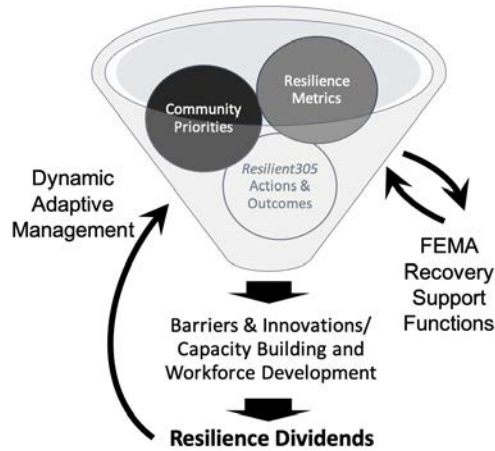 Resilience
Metrics
Community
Priorities
Resilient305
Actions &
Outcomes
Dynamic
Adaptive
Management
FEMA
Recovery
Support
Functions
Barriers & Innovations/
Capacity Building and
Workforce Development
Resilience Dividends